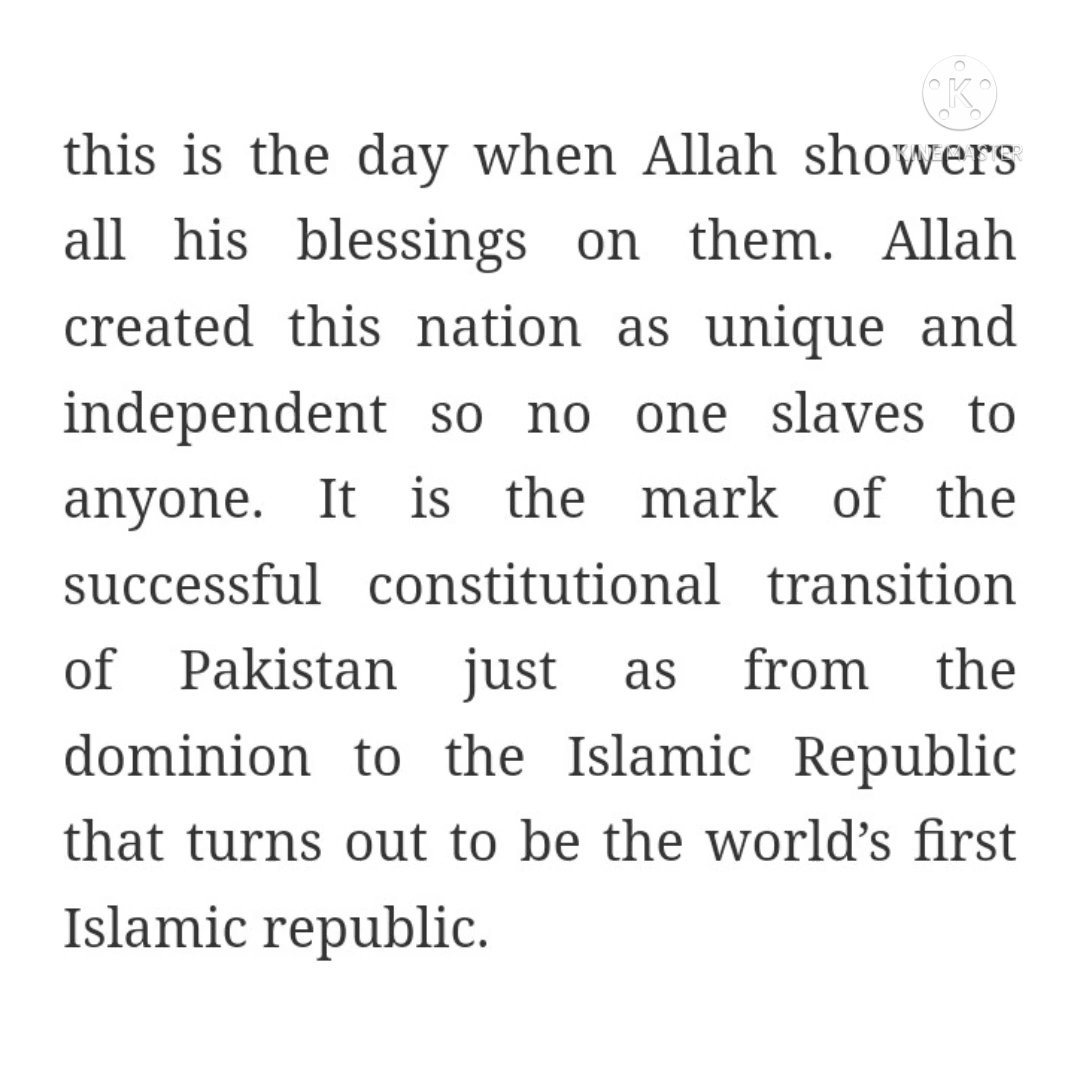 KINEMASTER
this is the day when Allah showers
all his blessings on them. Allah
created this nation as unique and
independent so no one slaves to
anyone. It is the mark of the
successful constitutional transition
of Pakistan just as from the
dominion to the Islamic Republic
that turns out to be the world’s first
Islamic republic.